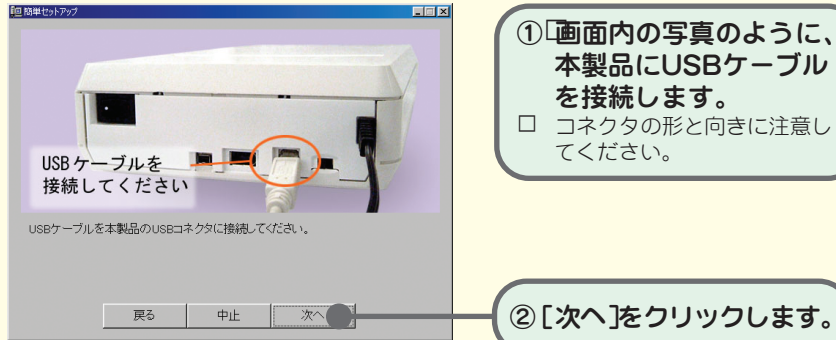 簡単セットアップ
USBケーブルを
接続してください
USBケーブルを本製品のUSBコネクタに接続してください。
戻る
中止
次へ
①画面内の写真のように、
本製品にUSBケーブル
を接続します。
□ コネクタの形と向きに注意し
てください。
②[次へ]をクリックします。